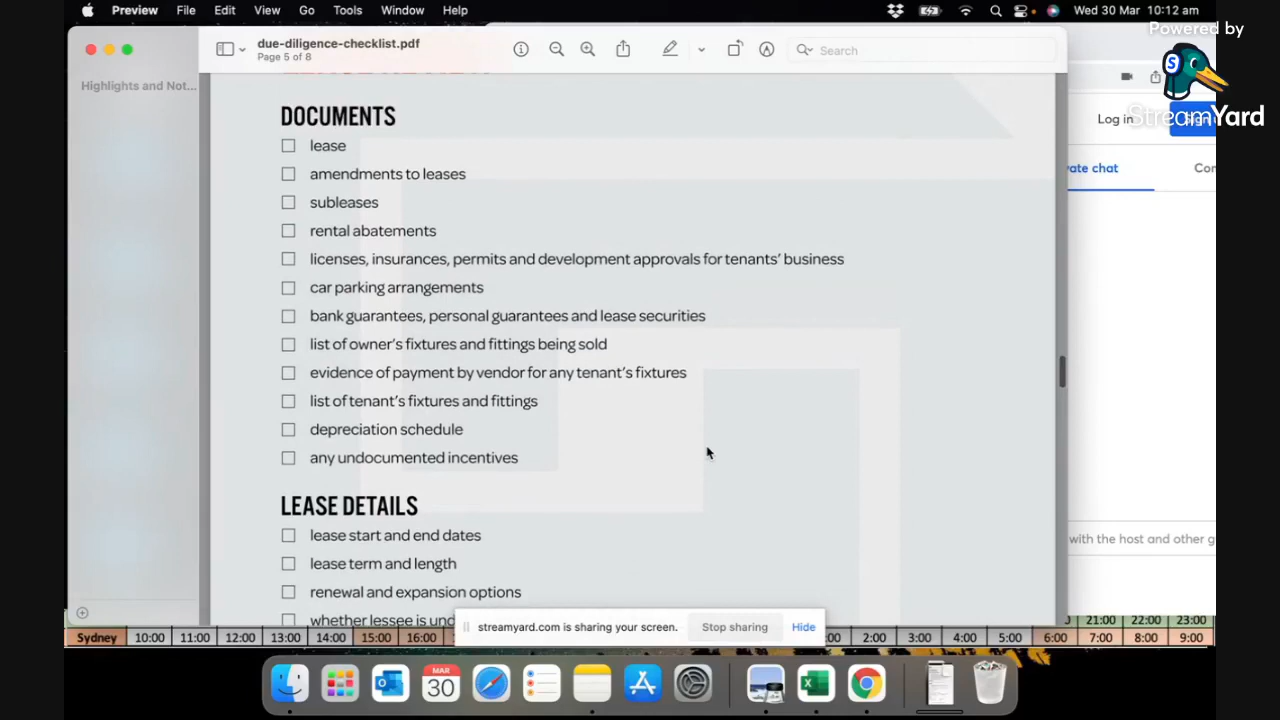 Preview File Edit View Go Tools Window Help Wed 30 Mar 10:12 am
Powered by
StreamYard
due-diligence-checklist.pdf
Page 5 of 8
Search
Highlights and Not...
Log in
DOCUMENTS
lease
amendments to leases
subleases
rental abatements
licenses, insurances, permits and development approvals for tenants' business
car parking arrangements
bank guarantees, personal guarantees and lease securities
list of owner's fixtures and fittings being sold
evidence of payment by vendor for any tenant's fixtures
list of tenant's fixtures and fittings
depreciation schedule
any undocumented incentives
LEASE DETAILS
lease start and end dates
lease term and length
renewal and expansion options
whether lessee is und
ate chat
Cor
with the host and other g
streamyard.com is sharing your screen. Stop sharing Hide
21:00 22:00 23:00
Sydney 10:00 11:00 12:00 13:00 14:00 15:00 16:00 :00 2:00 3:00 4:00 5:00 6:00 7:00 8:00 9:00
MAR
30